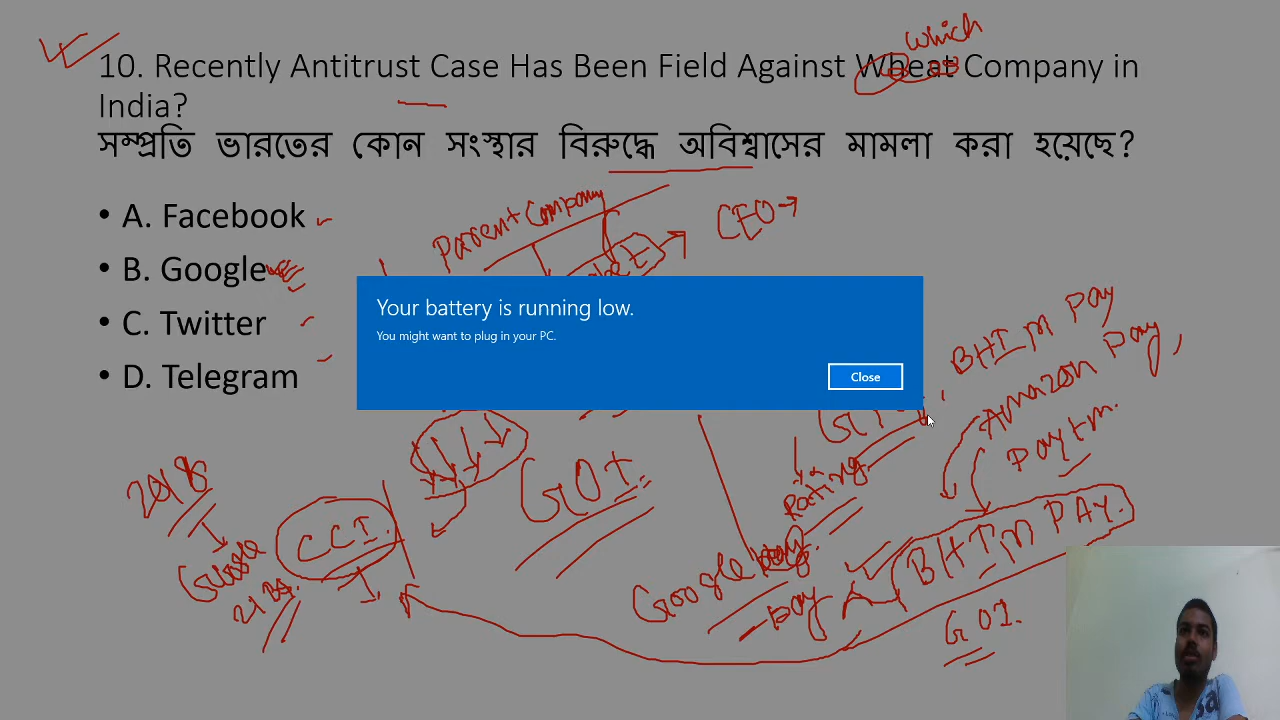 which
10. Recently Antitrust Case Has Been Field Against Wheat Company in
India?
সম্প্রতি ভারতের কোন সংস্থার বিরুদ্ধে অবিশ্বাসের মামলা করা হয়েছে?
• A. Facebook
Parent Company
CEO
• B. Google
• C. Twitter
• D. Telegram
Your battery is running low.
You might want to plug in your PC.
Close
BHIM Pay
Amazon Pay,
Paytm.
GOI.
2018
CCI.
Rating
Google
Pay
BHIM PAY.
GOI.